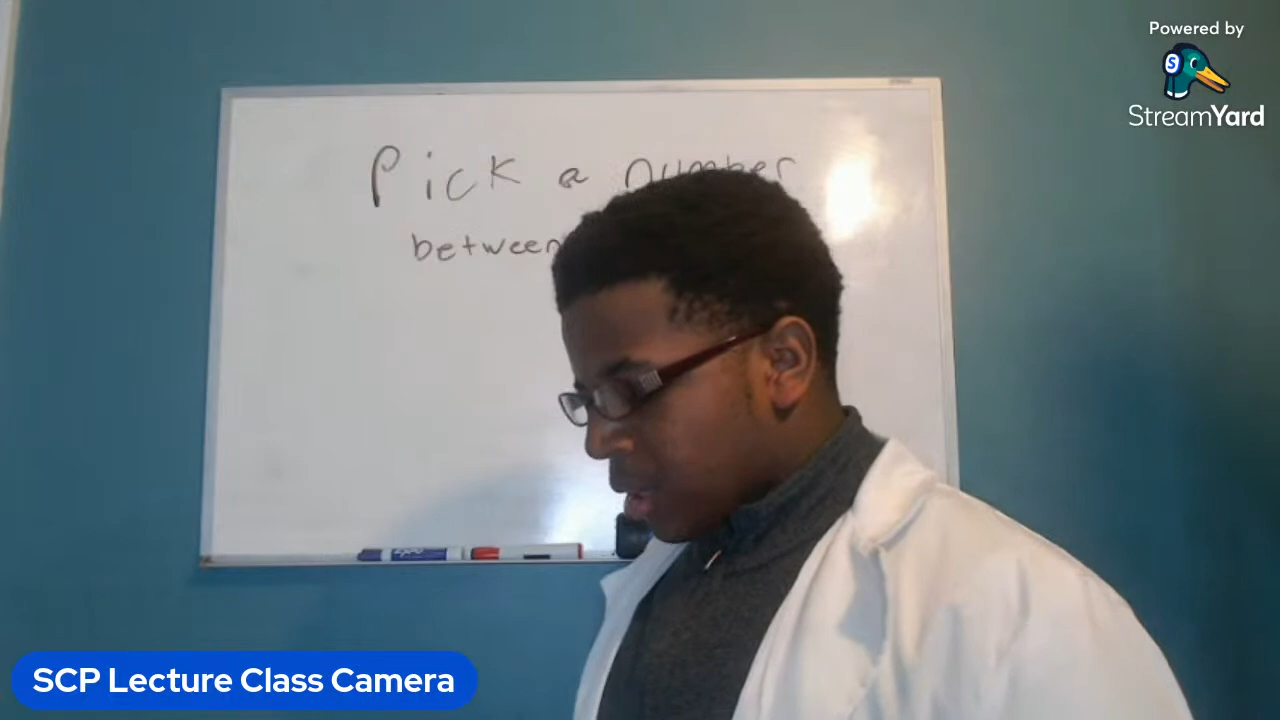 Powered by
StreamYard
Pick a number
between
SCP Lecture Class Camera